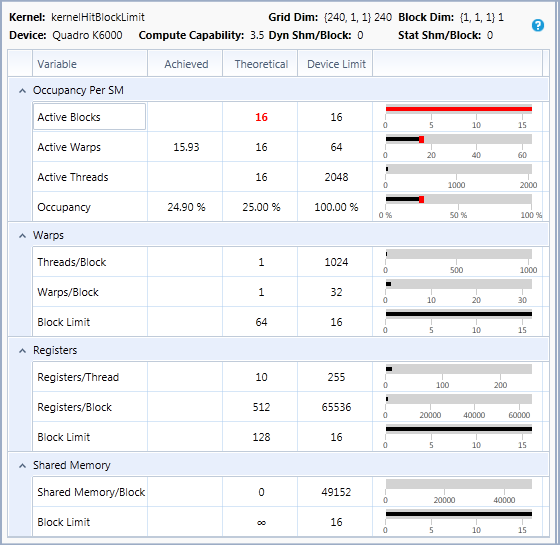 Kernel: kernelHitBlockLimit Grid Dim: {240, 1, 1} 240 Block Dim: {1, 1, 1} 1
Device: Quadro K6000 Compute Capability: 3.5 Dyn Shm/Block: 0 Stat Shm/Block: 0
?
Variable Achieved Theoretical Device Limit
Occupancy Per SM
Active Blocks 16 16
0 5 10 15
Active Warps 15.93 16 64
0 20 40 60
Active Threads 16 2048
0 1000 2000
Occupancy 24.90 % 25.00 % 100.00 %
0 % 50 % 100 %
Warps
Threads/Block 1 1024
0 500 1000
Warps/Block 1 32
0 10 20 30
Block Limit 64 16
0 5 10 15
Registers
Registers/Thread 10 255
0 100 200
Registers/Block 512 65536
0 20000 40000 60000
Block Limit 128 16
0 5 10 15
Shared Memory
Shared Memory/Block 0 49152
0 20000 40000
Block Limit ∞ 16
0 5 10 15